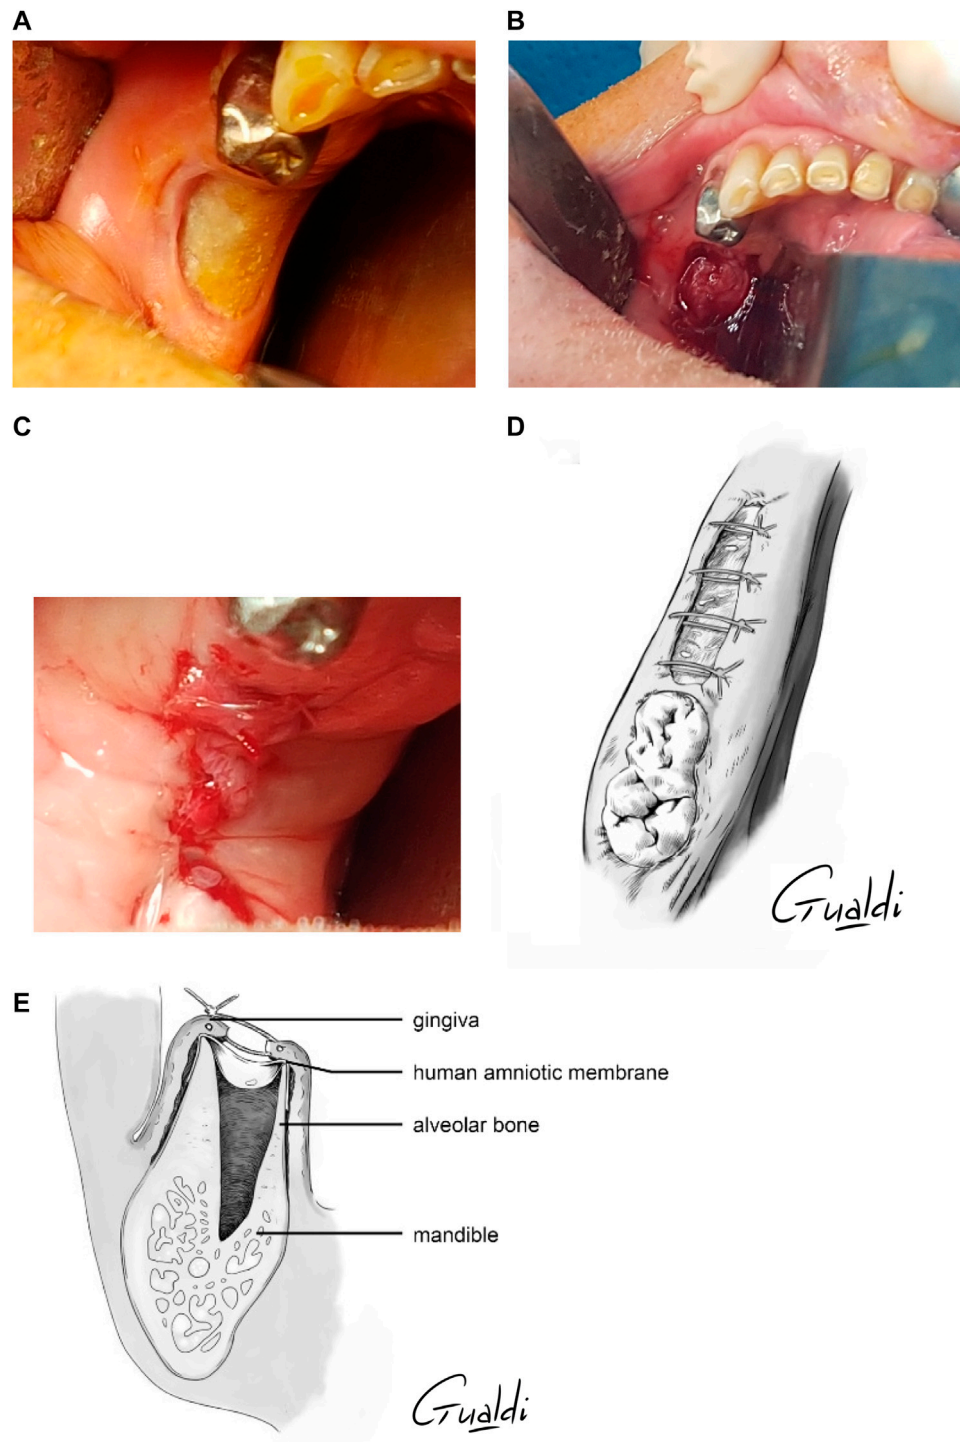 A
B
C
D
Gualdi
E
gingiva
human amniotic membrane
alveolar bone
mandible
Gualdi